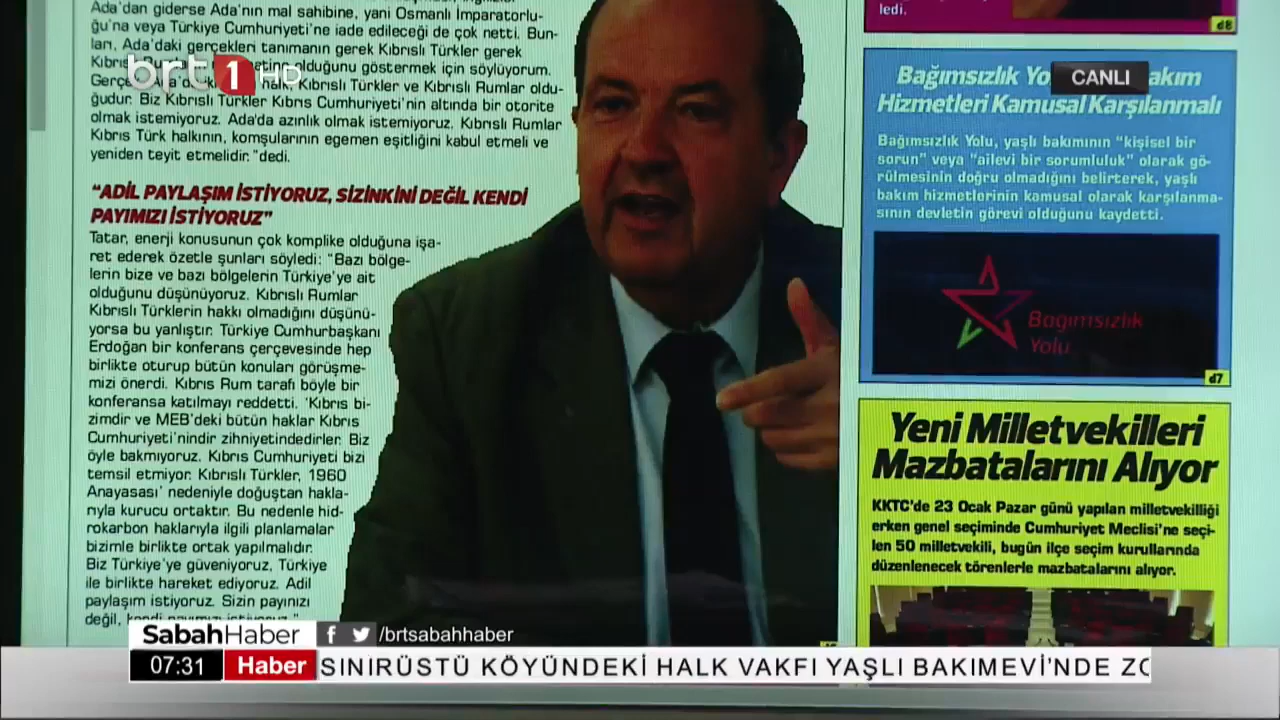 Ada'dan giderse Ada'nın mal sahibine, yani Osmanlı İmparatorlu-
ğu'na veya Türkiye Cumhuriyeti'ne iade edileceği de çok netti. Bun-
ları, Ada'daki gerçekleri tanımanın gerek Kıbrıslı Türkler gerek
olduğunu göstermek için söylüyorum.
halk, Kıbrıslı Türkler ve Kıbrıslı Rumlar oldu-
ğudur. Biz Kıbrıslı Türkler Kıbrıs Cumhuriyeti'nin altında bir otorite
olmak istemiyoruz. Ada'da azınlık olmak istemiyoruz. Kıbrıslı Rumlar
Kıbrıs Türk halkının, komşularının egemen eşitliğini kabul etmeli ve
yeniden teyit etmelidir. "dedi.
"ADİL PAYLAŞIM İSTİYORUZ, SİZİNKİNİ DEĞİL KENDİ
PAYIMIZI İSTİYORUZ"
Tatar, enerji konusunun çok komplike olduğuna işa-
ret ederek özetle şunları söyledi: "Bazı bölge-
lerin bize ve bazı bölgelerin Türkiye'ye ait
olduğunu düşünüyoruz. Kıbrıslı Rumlar
Kıbrıslı Türklerin hakkı olmadığını düşünü-
yorsa bu yanlıştır. Türkiye Cumhurbaşkanı
Erdoğan bir konferans çerçevesinde hep
birlikte oturup bütün konuları görüşme-
mizi önerdi. Kıbrıs Rum tarafı böyle bir
konferansa katılmayı reddetti. 'Kıbrıs bi-
zimdir ve MEB'deki bütün haklar Kıbrıs
Cumhuriyeti'nindir zihniyetindedirler. Biz
öyle bakmıyoruz. Kıbrıs Cumhuriyeti bizi
temsil etmiyor. Kıbrıslı Türkler, 1960
Anayasası' nedeniyle doğuştan hakla-
rıyla kurucu ortaktır. Bu nedenle hid-
rokarbon haklarıyla ilgili planlamalar
bizimle birlikte ortak yapılmalıdır.
Biz Türkiye'ye güveniyoruz, Türkiye
ile birlikte hareket ediyoruz. Adil
paylaşım istiyoruz. Sizin payınızı
değil, kendi payımızı istiyoruz."
brt 1 HD
ledi.
d8
CANLI
Bağımsızlık
Hizmetleri Kamusal Karşılanmalı
Bağımsızlık Yolu, yaşlı bakımının "kişisel bir
sorun" veya "ailevi bir sorumluluk" olarak gö-
rülmesinin doğru olmadığını belirterek, yaşlı
bakım hizmetlerinin kamusal olarak karşılanma-
sının devletin görevi olduğunu kaydetti.
Bağımsızlık
Yolu
d7
Yeni Milletvekilleri
Mazbatalarını Alıyor
KKTC'de 23 Ocak Pazar günü yapılan milletvekilliği
erken genel seçiminde Cumhuriyet Meclisi'ne seçi-
len 50 milletvekili, bugün ilçe seçim kurullarında
düzenlenecek törenlerle mazbatalarını alıyor.
SabahHaber
/brtsabahhaber
07:31
Haber
SINIRÜSTÜ KÖYÜNDEKİ HALK VAKFI YAŞLI BAKIMEVİ'NDE